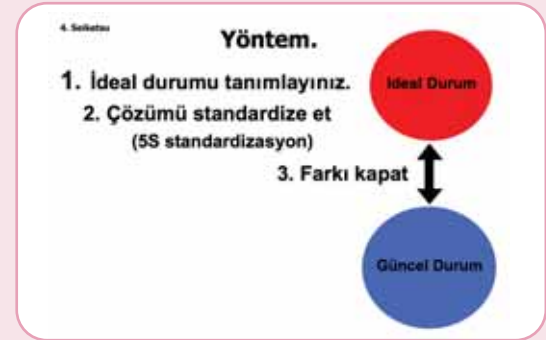 4. Seiketsu
Yöntem.
1. İdeal durumu tanımlayınız.
İdeal Durum
2. Çözümü standardize et
(5S standardizasyon)
3. Farkı kapat
Güncel Durum